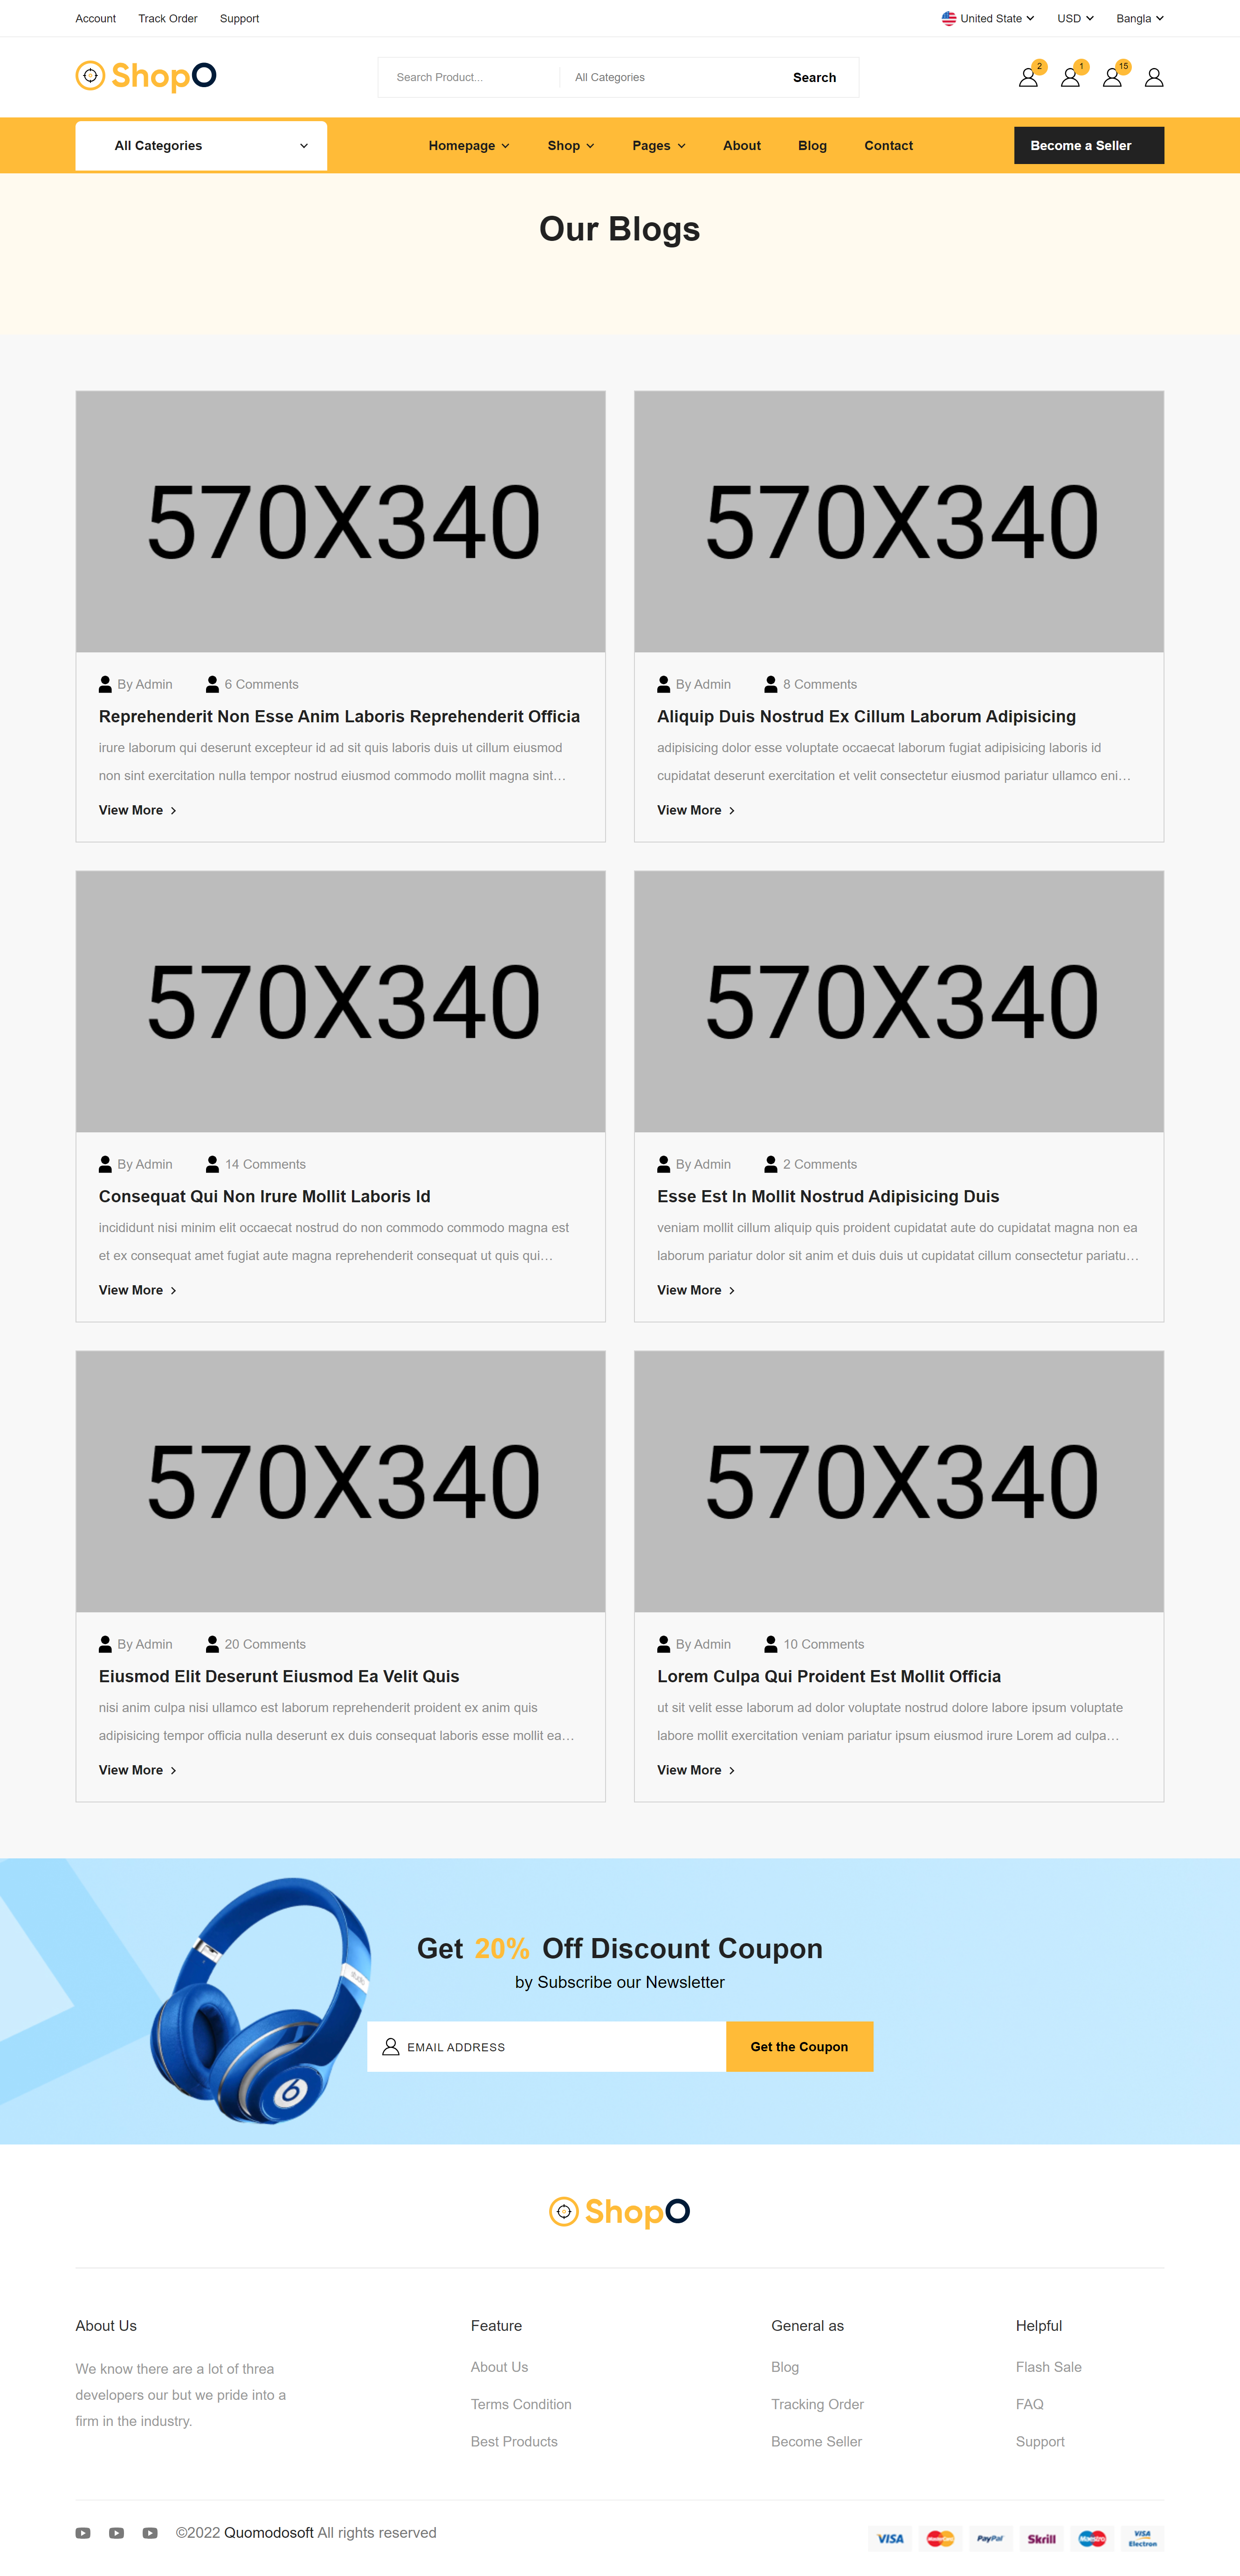 Account Track Order Support United State USD Bangla
ShopO Search Product... All Categories Search 2 1 15
All Categories Homepage Shop Pages About Blog Contact Become a Seller
Our Blogs
570X340
By Admin 6 Comments
Reprehenderit Non Esse Anim Laboris Reprehenderit Officia
irure laborum qui deserunt excepteur id ad sit quis laboris duis ut cillum eiusmod
non sint exercitation nulla tempor nostrud eiusmod commodo mollit magna sint…
View More
570X340
By Admin 8 Comments
Aliquip Duis Nostrud Ex Cillum Laborum Adipisicing
adipisicing dolor esse voluptate occaecat laborum fugiat adipisicing laboris id
cupidatat deserunt exercitation et velit consectetur eiusmod pariatur ullamco eni…
View More
570X340
By Admin 14 Comments
Consequat Qui Non Irure Mollit Laboris Id
incididunt nisi minim elit occaecat nostrud do non commodo commodo magna est
et ex consequat amet fugiat aute magna reprehenderit consequat ut quis qui…
View More
570X340
By Admin 2 Comments
Esse Est In Mollit Nostrud Adipisicing Duis
veniam mollit cillum aliquip quis proident cupidatat aute do cupidatat magna non ea
laborum pariatur dolor sit anim et duis duis ut cupidatat cillum consectetur pariatu…
View More
570X340
By Admin 20 Comments
Eiusmod Elit Deserunt Eiusmod Ea Velit Quis
nisi anim culpa nisi ullamco est laborum reprehenderit proident ex anim quis
adipisicing tempor officia nulla deserunt ex duis consequat laboris esse mollit ea…
View More
570X340
By Admin 10 Comments
Lorem Culpa Qui Proident Est Mollit Officia
ut sit velit esse laborum ad dolor voluptate nostrud dolore labore ipsum voluptate
labore mollit exercitation veniam pariatur ipsum eiusmod irure Lorem ad culpa…
View More
Get 20% Off Discount Coupon
by Subscribe our Newsletter
EMAIL ADDRESS Get the Coupon
ShopO
About Us
We know there are a lot of threa
developers our but we pride into a
firm in the industry.
Feature
About Us
Terms Condition
Best Products
General as
Blog
Tracking Order
Become Seller
Helpful
Flash Sale
FAQ
Support
©2022 Quomodosoft All rights reserved
VISA MasterCard PayPal Skrill Maestro VISA Electron